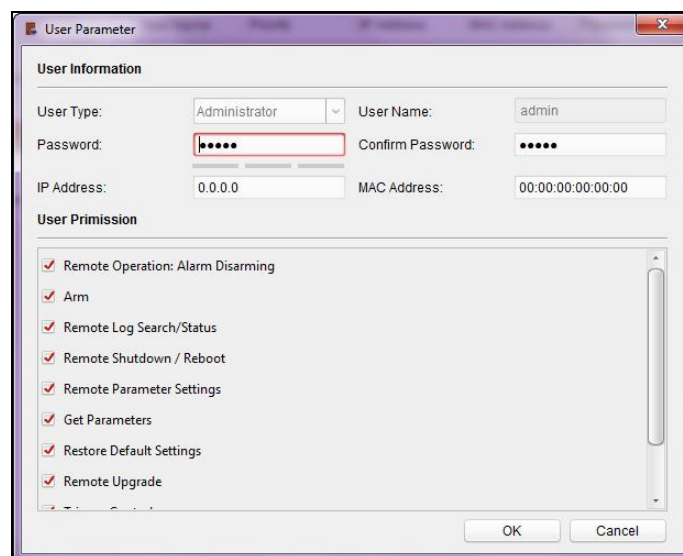 User Parameter
User Information
User Type: Administrator User Name: admin
Password: ••••• Confirm Password: •••••
IP Address: 0.0.0.0 MAC Address: 00:00:00:00:00:00
User Primission
Remote Operation: Alarm Disarming
Arm
Remote Log Search/Status
Remote Shutdown / Reboot
Remote Parameter Settings
Get Parameters
Restore Default Settings
Remote Upgrade
OK Cancel